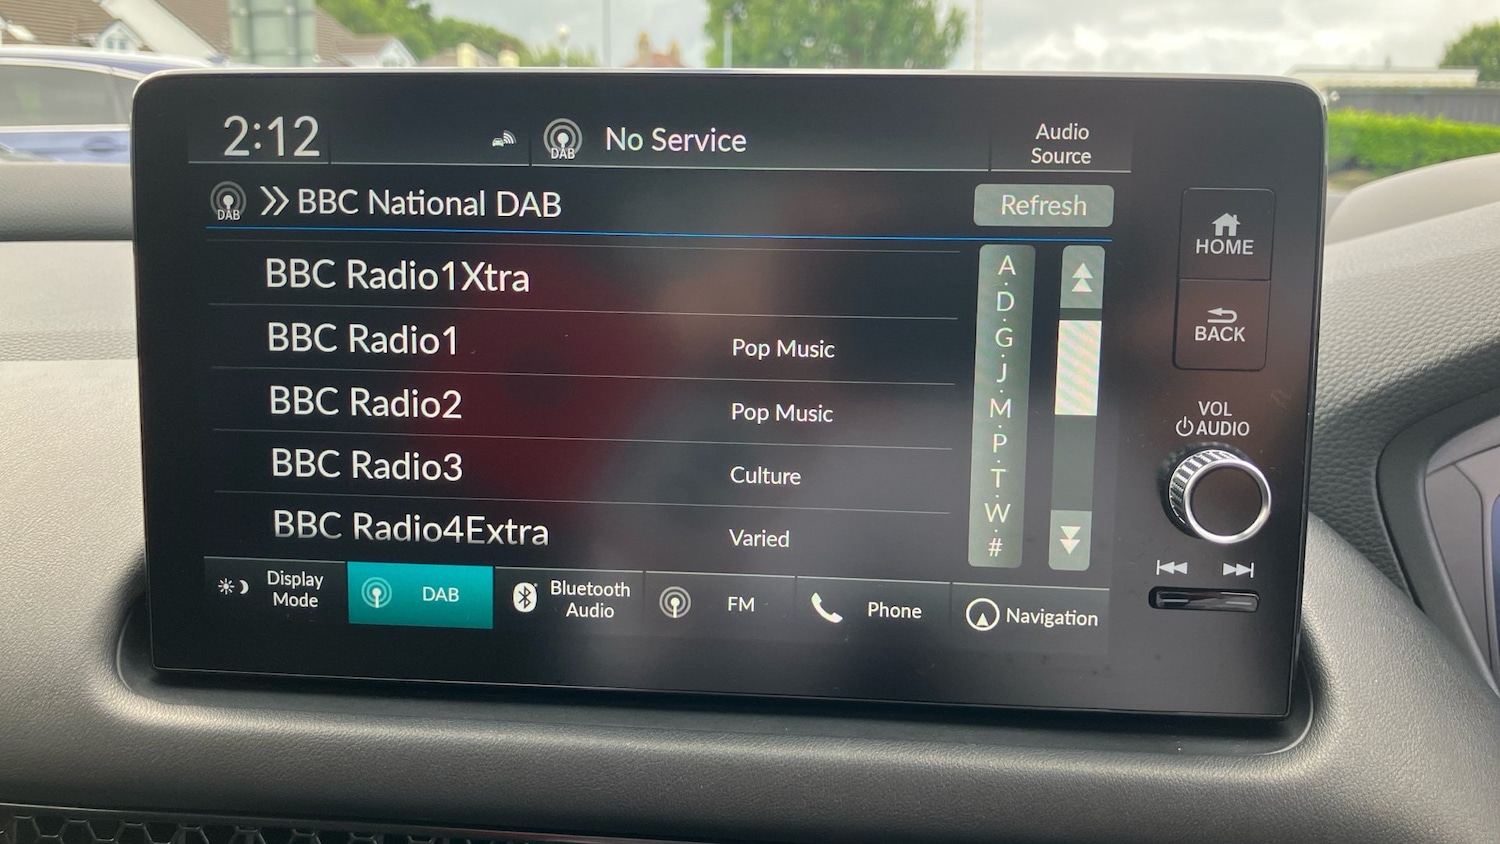 2:12
DAB
No Service
Audio
Source
DAB
BBC National DAB
Refresh
BBC Radio1Xtra
BBC Radio1
Pop Music
BBC Radio2
Pop Music
BBC Radio3
Culture
BBC Radio4Extra
Varied
A
D
G
J
M
P
T
W
#
Display
Mode
DAB
Bluetooth
Audio
FM
Phone
Navigation
HOME
BACK
VOL
AUDIO